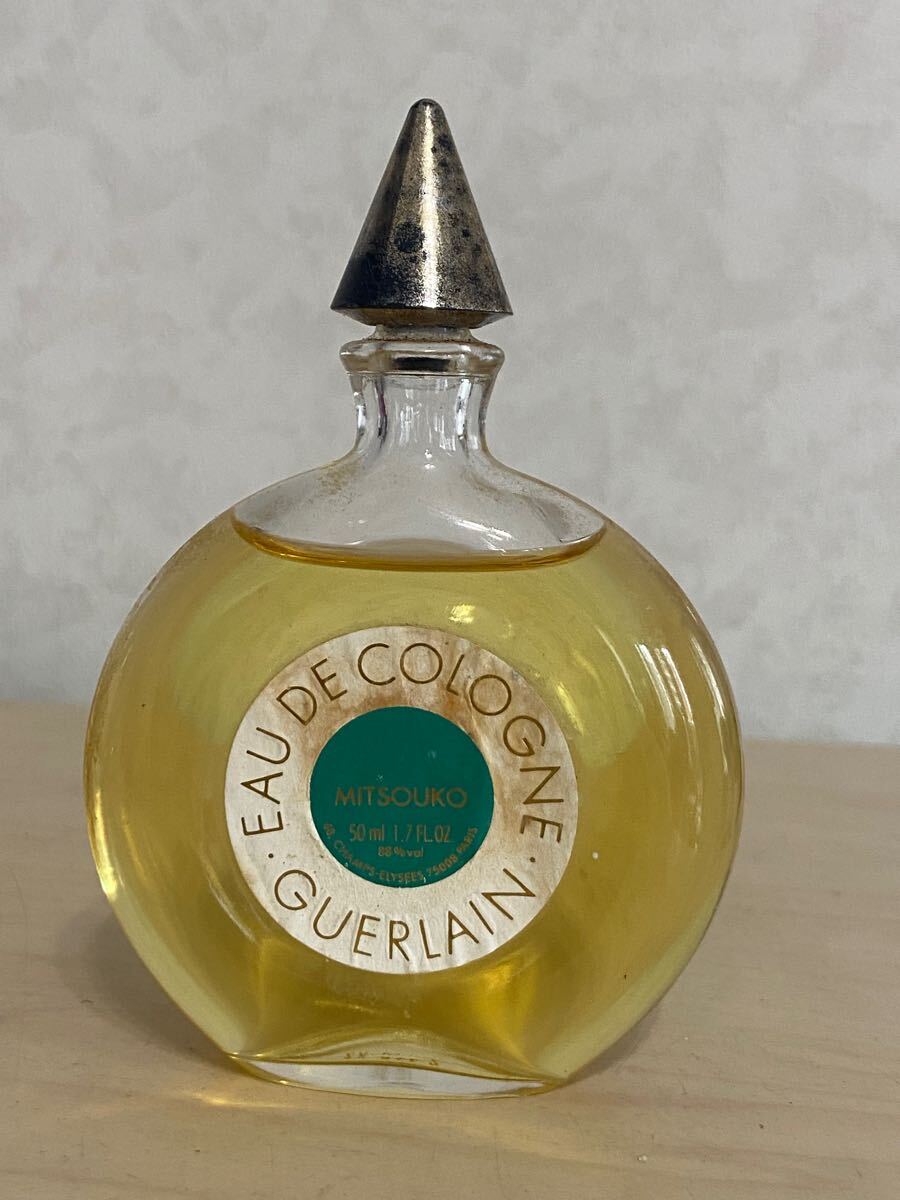 EAU DE COLOGNE
MITSOUKO
50 ml 1.7 FL.OZ
88 % vol
68, CHAMPS-ELYSEES, 75008 PARIS
· GUERLAIN ·